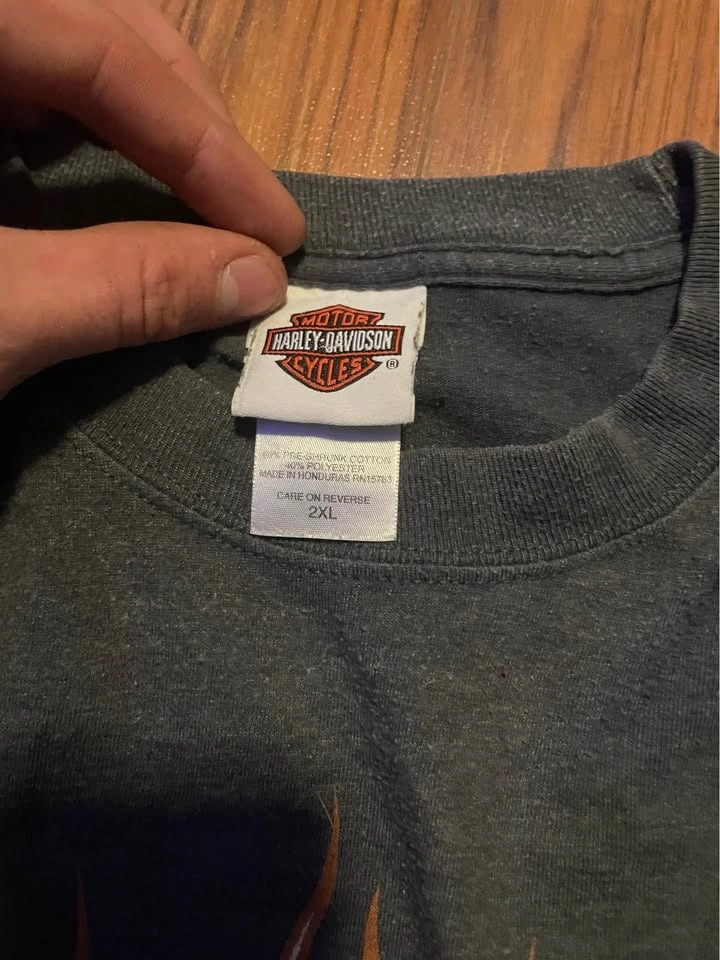 MOTOR
HARLEY-DAVIDSON
CYCLES
®
60% PRE-SHRUNK COTTON
40% POLYESTER
MADE IN HONDURAS RN15763
CARE ON REVERSE
2XL